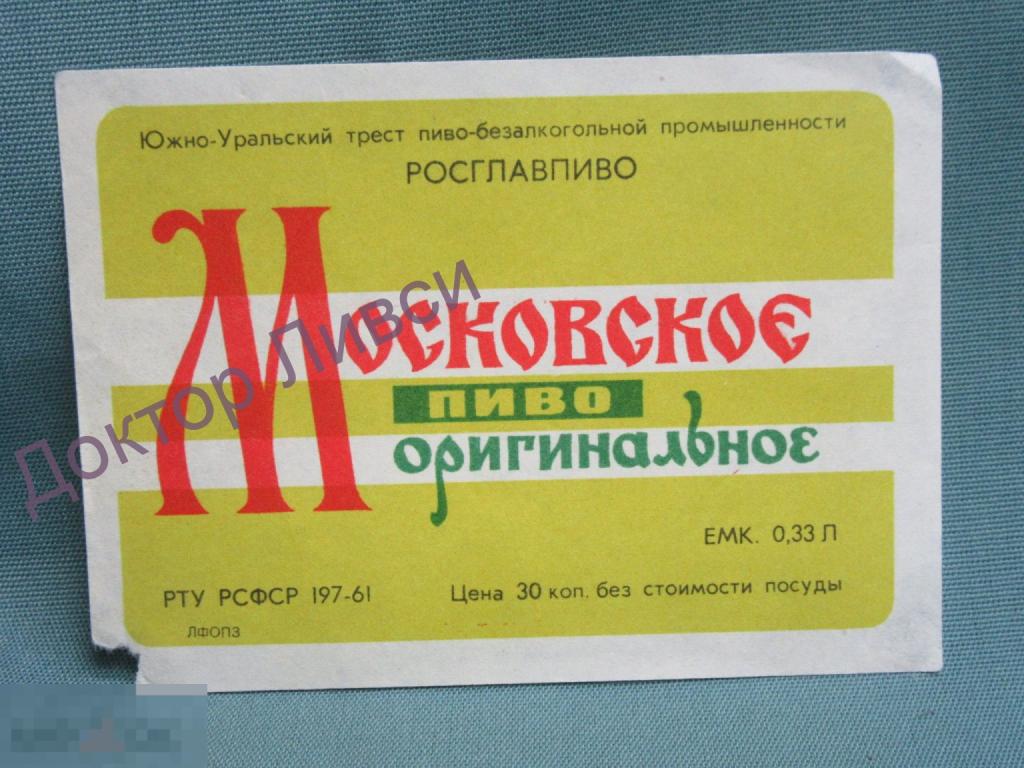 Южно-Уральский трест пиво-безалкогольной промышленности
РОСГЛАВПИВО
Московское
пиво
оригинальное
ЕМК. 0,33 Л
РТУ РСФСР 197-61 Цена 30 коп. без стоимости посуды
ЛФОПЗ
Доктор Ливси